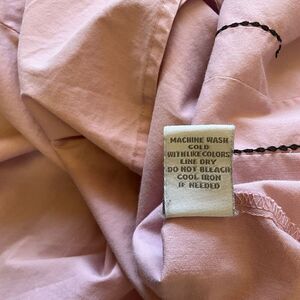 MACHINE WASH
COLD
WITH LIKE COLORS
LINE DRY
DO NOT BLEACH
COOL IRON
IF NEEDED